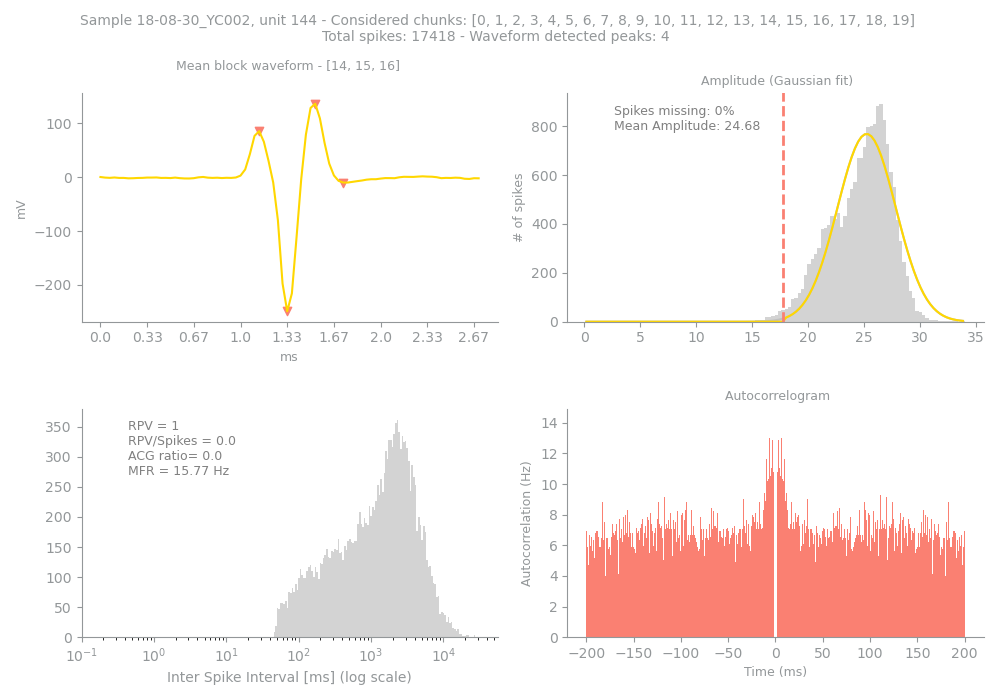 Sample 18-08-30_YC002, unit 144 - Considered chunks: [0, 1, 2, 3, 4, 5, 6, 7, 8, 9, 10, 11, 12, 13, 14, 15, 16, 17, 18, 19]
Total spikes: 17418 - Waveform detected peaks: 4
Mean block waveform - [14, 15, 16]
100
0
−100
−200
mV
0.0 0.33 0.67 1.0 1.33 1.67 2.0 2.33 2.67
ms
Amplitude (Gaussian fit)
Spikes missing: 0%
Mean Amplitude: 24.68
800
600
400
200
0
# of spikes
0 5 10 15 20 25 30 35
RPV = 1
RPV/Spikes = 0.0
ACG ratio= 0.0
MFR = 15.77 Hz
350
300
250
200
150
100
50
0
10⁻¹ 10⁰ 10¹ 10² 10³ 10⁴
Inter Spike Interval [ms] (log scale)
Autocorrelogram
14
12
10
8
6
4
2
0
Autocorrelation (Hz)
−200 −150 −100 −50 0 50 100 150 200
Time (ms)